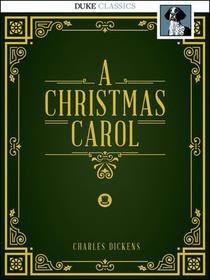 DUKE CLASSICS
A
CHRISTMAS
CAROL
CHARLES DICKENS